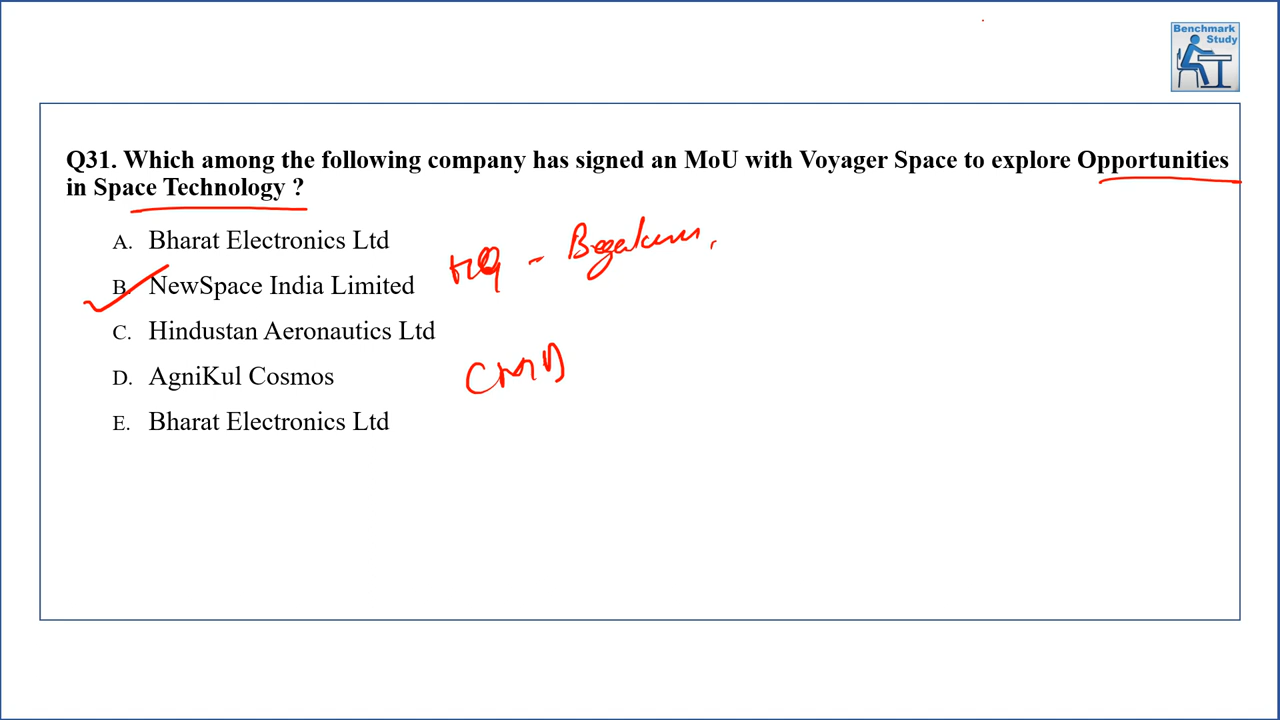 Benchmark
Study
Q31. Which among the following company has signed an MoU with Voyager Space to explore Opportunities
in Space Technology ?
A. Bharat Electronics Ltd
B. NewSpace India Limited
HQ -
C. Hindustan Aeronautics Ltd
D. AgniKul Cosmos
CMD
E. Bharat Electronics Ltd